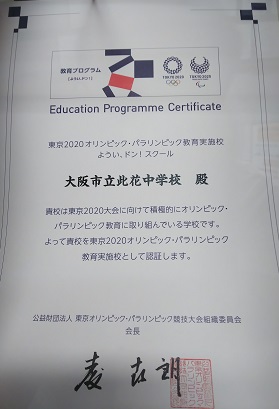 教育プログラム
[よういドン！]
TOKYO 2020
TOKYO 2020
Education Programme Certificate
東京2020オリンピック・パラリンピック教育実施校
ようい、ドン！スクール
大阪市立此花中学校　殿
貴校は東京2020大会に向けて積極的にオリンピック・
パラリンピック教育に取り組んでいる学校です。
よって貴校を東京2020オリンピック・パラリンピック
教育実施校として認証します。
公益財団法人 東京オリンピック・パラリンピック競技大会組織委員会
会長